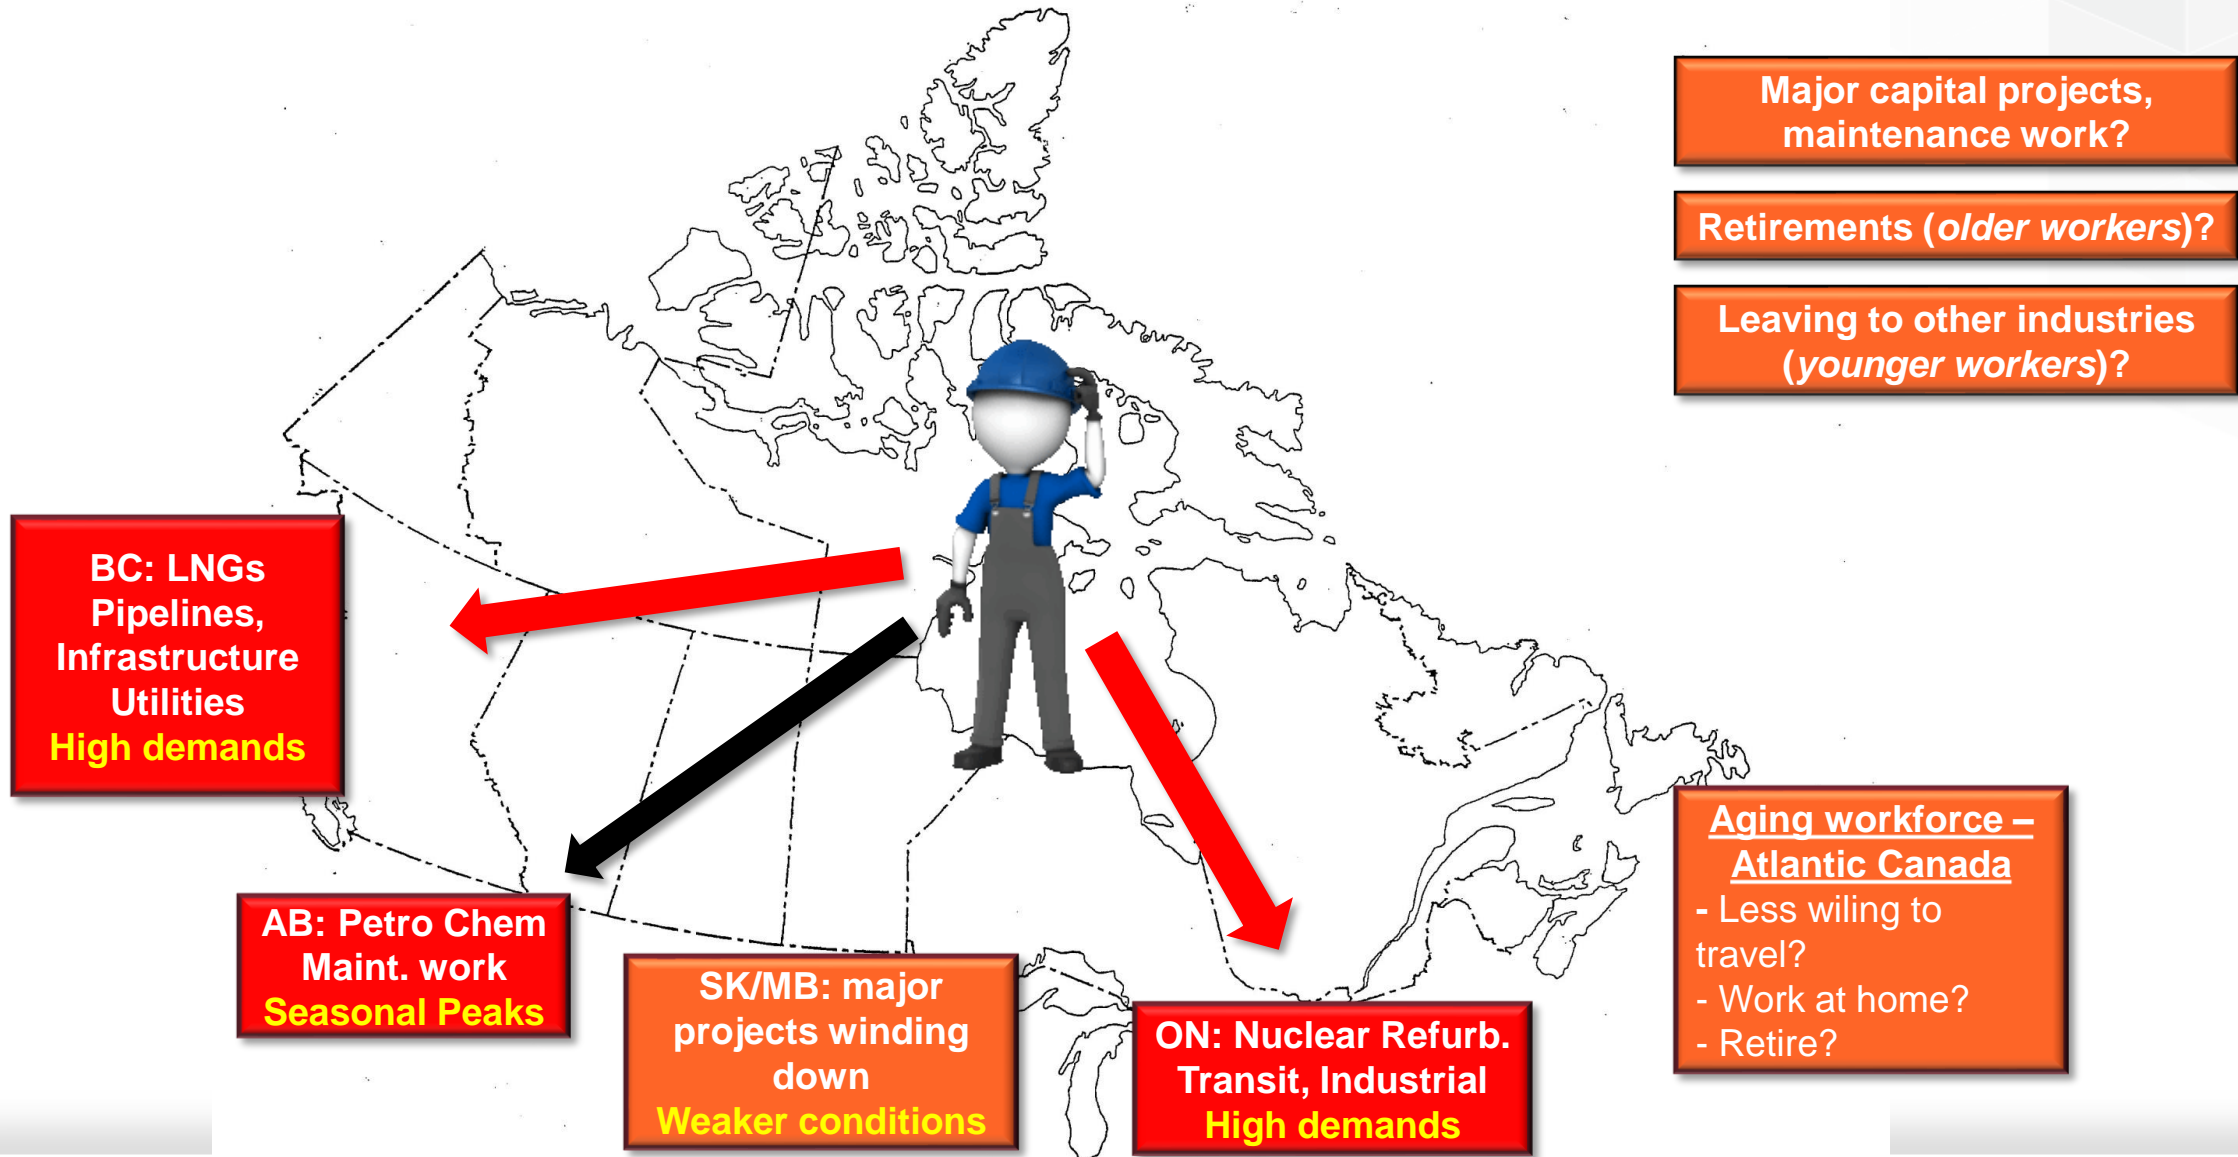 Major capital projects,
maintenance work?
Retirements (older workers)?
Leaving to other industries
(younger workers)?
BC: LNGs
Pipelines,
Infrastructure
Utilities
High demands
AB: Petro Chem
Maint. work
Seasonal Peaks
SK/MB: major
projects winding
down
Weaker conditions
ON: Nuclear Refurb.
Transit, Industrial
High demands
Aging workforce –
Atlantic Canada
- Less wiling to
travel?
- Work at home?
- Retire?